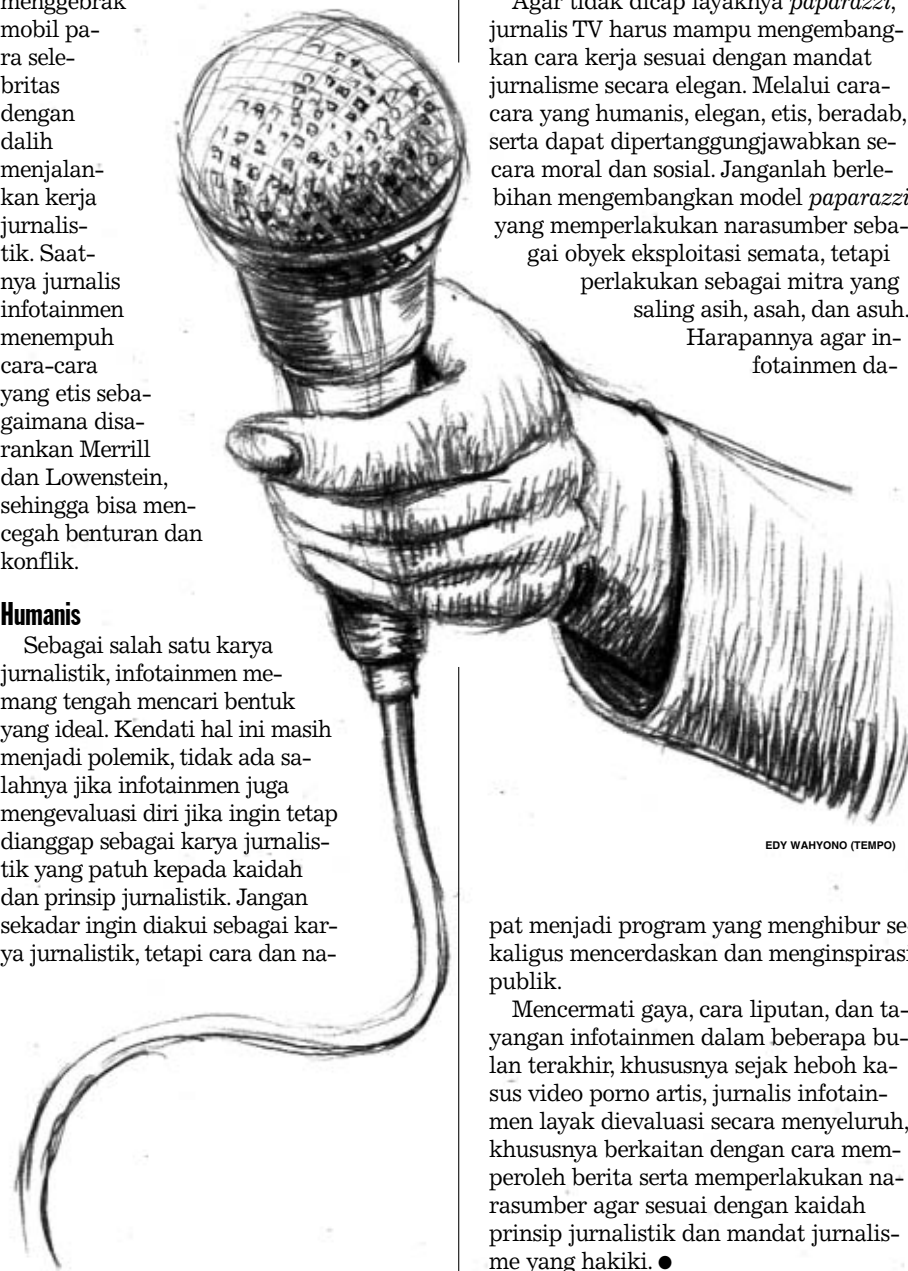 menggebrak
mobil pa-
ra sele-
britas
dengan
dalih
menjalan-
kan kerja
jurnalis-
tik. Saat-
nya jurnalis
infotainmen
menempuh
cara-cara
yang etis seba-
gaimana disa-
rankan Merrill
dan Lowenstein,
sehingga bisa men-
cegah benturan dan
konflik.
Humanis
Sebagai salah satu karya
jurnalistik, infotainmen me-
mang tengah mencari bentuk
yang ideal. Kendati hal ini masih
menjadi polemik, tidak ada sa-
lahnya jika infotainmen juga
mengevaluasi diri jika ingin tetap
dianggap sebagai karya jurnalis-
tik yang patuh kepada kaidah
dan prinsip jurnalistik. Jangan
sekadar ingin diakui sebagai kar-
ya jurnalistik, tetapi cara dan na-
Agar tidak dicap layaknya paparazzi,
jurnalis TV harus mampu mengembang-
kan cara kerja sesuai dengan mandat
jurnalisme secara elegan. Melalui cara-
cara yang humanis, elegan, etis, beradab,
serta dapat dipertanggungjawabkan se-
cara moral dan sosial. Janganlah berle-
bihan mengembangkan model paparazzi
yang memperlakukan narasumber seba-
gai obyek eksploitasi semata, tetapi
perlakukan sebagai mitra yang
saling asih, asah, dan asuh.
Harapannya agar in-
fotainmen da-
EDY WAHYONO (TEMPO)
pat menjadi program yang menghibur se
kaligus mencerdaskan dan menginspirasi
publik.
Mencermati gaya, cara liputan, dan ta-
yangan infotainmen dalam beberapa bu-
lan terakhir, khususnya sejak heboh ka-
sus video porno artis, jurnalis infotain-
men layak dievaluasi secara menyeluruh,
khususnya berkaitan dengan cara mem-
peroleh berita serta memperlakukan na-
rasumber agar sesuai dengan kaidah
prinsip jurnalistik dan mandat jurnalis-
me yang hakiki. ●